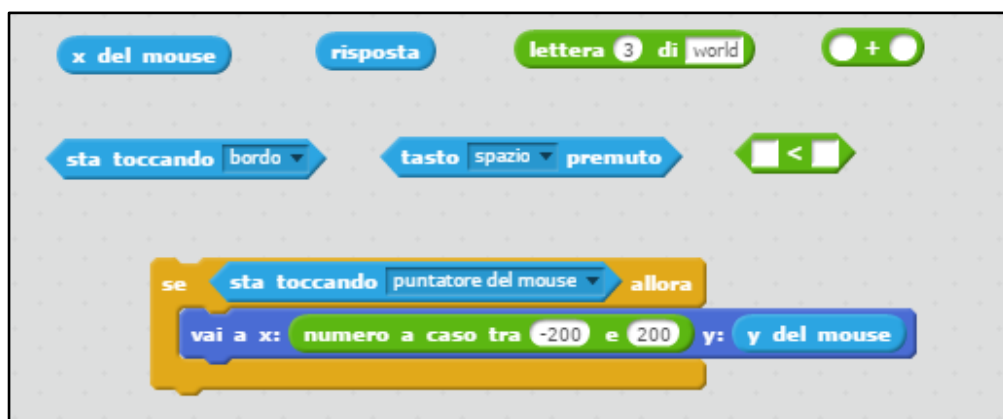 x del mouse risposta lettera 3 di world +
sta toccando bordo tasto spazio premuto <
se sta toccando puntatore del mouse allora
vai a x: numero a caso tra -200 e 200 y: y del mouse